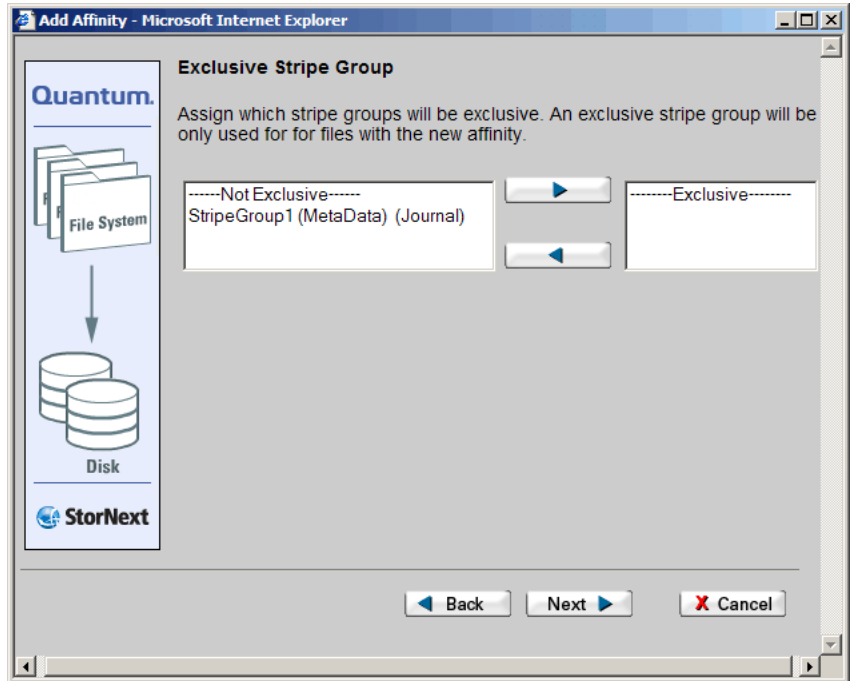 Add Affinity - Microsoft Internet Explorer
Quantum.
File System
Disk
StorNext
Exclusive Stripe Group
Assign which stripe groups will be exclusive. An exclusive stripe group will be
only used for for files with the new affinity.
------Not Exclusive------
StripeGroup1 (MetaData) (Journal)
--------Exclusive--------
Back
Next
X Cancel